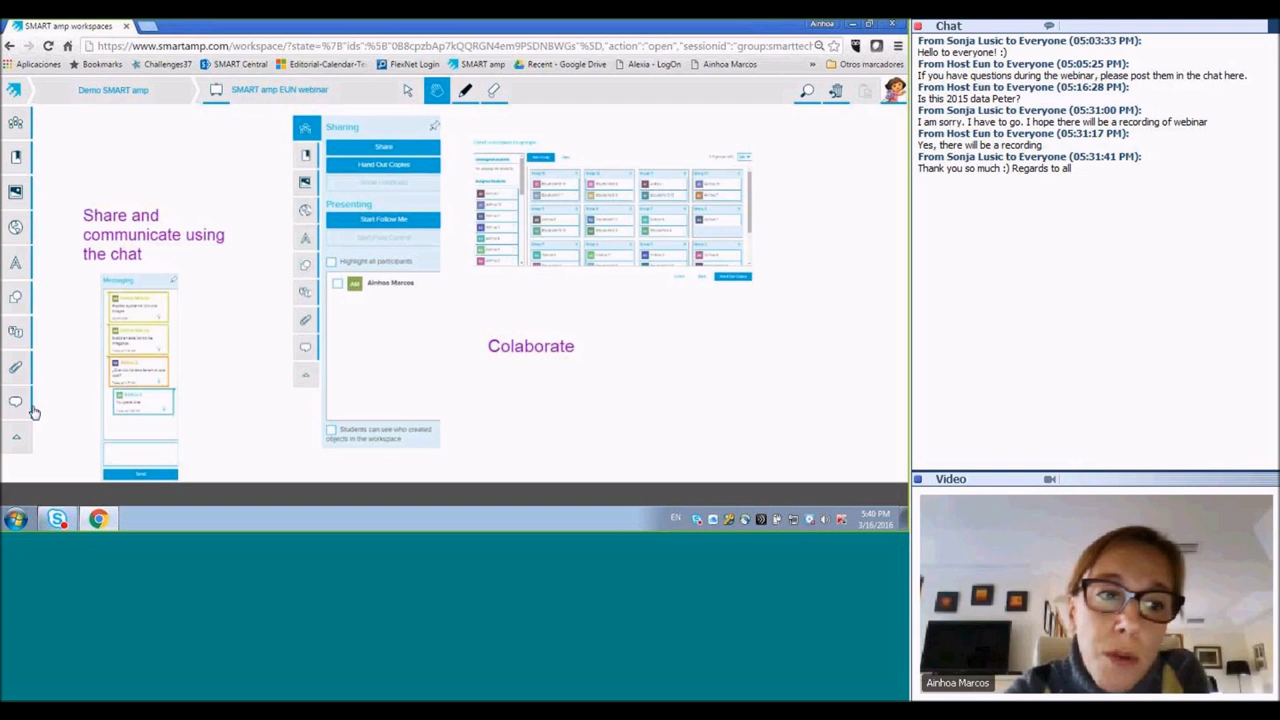 SMART amp workspaces
Ainhoa
https://www.smartamp.com/workspace/?state=%7B"ids":%5B"0B8cpzbAp7kQQRGN4em9PSDNBWGs"%5D,"action":"open","sessionid":"group:smarttech
Aplicaciones Bookmarks Challenges37 SMART Central Editorial-Calendar-Te FlexNet Login SMART amp Recent - Google Drive Alexia - LogOn Ainhoa Marcos » Otros marcadores
Demo SMART amp SMART amp EUN webinar
Share and
communicate using
the chat
Messaging
Send
Sharing
Share
Hand Out Copies
Presenting
Start Follow Me
Highlight all participants
AM Ainhoa Marcos
Students can see who created
objects in the workspace
Colaborate
EN
5:40 PM
3/16/2016
Chat
From Sonja Lusic to Everyone (05:03:33 PM):
Hello to everyone! :)
From Host Eun to Everyone (05:05:25 PM):
If you have questions during the webinar, please post them in the chat here.
From Host Eun to Everyone (05:16:28 PM):
Is this 2015 data Peter?
From Sonja Lusic to Everyone (05:31:00 PM):
I am sorry. I have to go. I hope there will be a recording of webinar
From Host Eun to Everyone (05:31:17 PM):
Yes, there will be a recording
From Sonja Lusic to Everyone (05:31:41 PM):
Thank you so much :) Regards to all
Video
Ainhoa Marcos